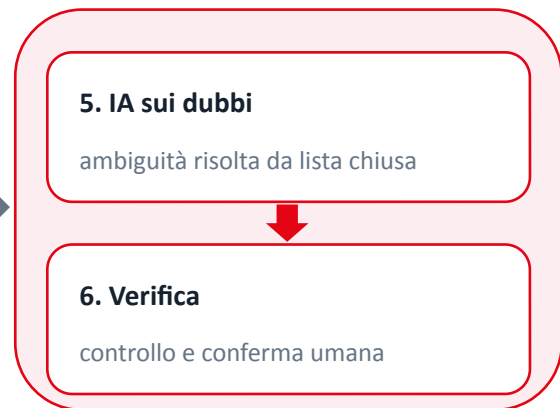 5. IA sui dubbi
ambiguità risolta da lista chiusa
6. Verifica
controllo e conferma umana